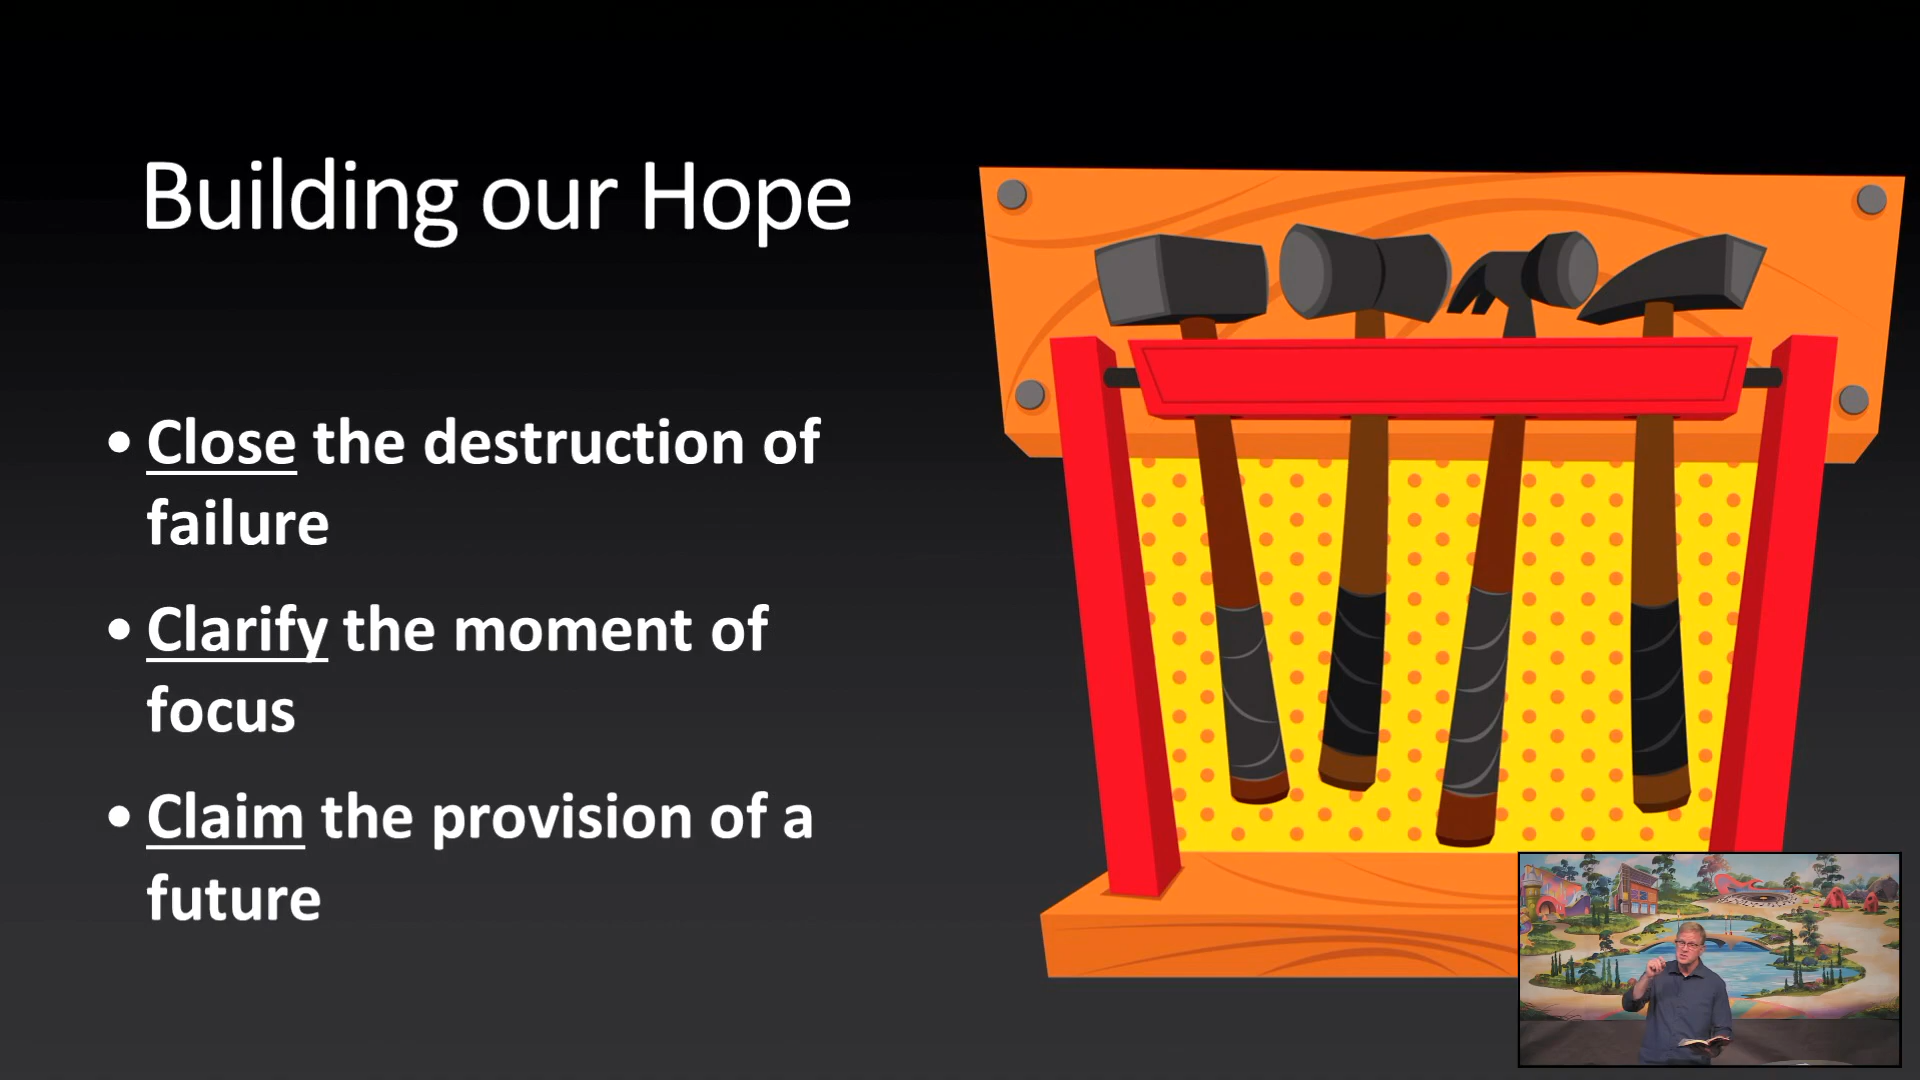 Building our Hope
• Close the destruction of
failure
• Clarify the moment of
focus
• Claim the provision of a
future